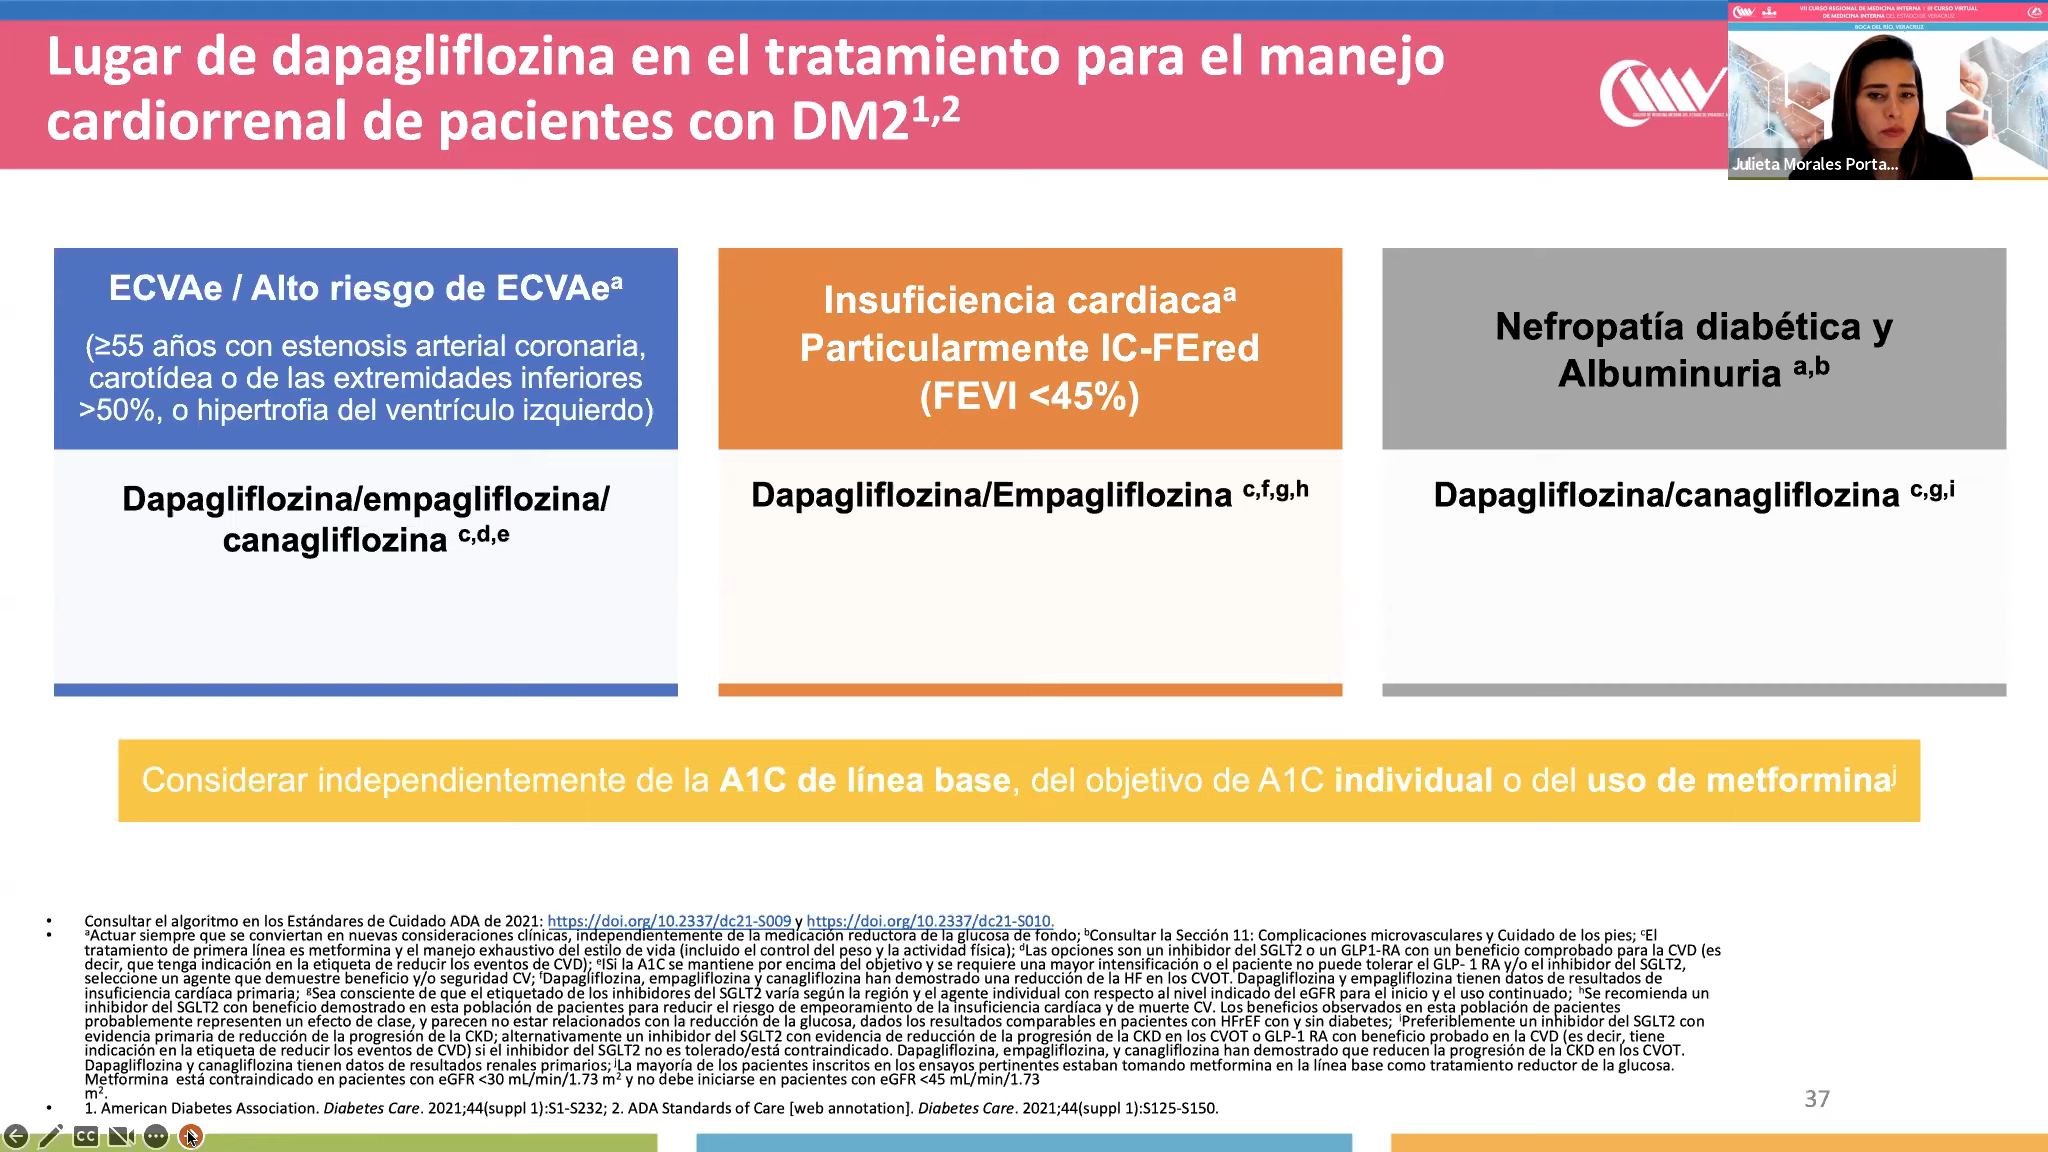 Lugar de dapagliflozina en el tratamiento para el manejo
cardiorrenal de pacientes con DM2¹,²
VII CURSO REGIONAL DE MEDICINA INTERNA Y III CURSO VIRTUAL
DE MEDICINA INTERNA DEL ESTADO DE VERACRUZ
BOCA DEL RÍO, VERACRUZ
Julieta Morales Porta...
ECVAe / Alto riesgo de ECVAeᵃ
(≥55 años con estenosis arterial coronaria,
carotídea o de las extremidades inferiores
>50%, o hipertrofia del ventrículo izquierdo)
Dapagliflozina/empagliflozina/
canagliflozina c,d,e
Insuficiencia cardiacaᵃ
Particularmente IC-FEred
(FEVI <45%)
Dapagliflozina/Empagliflozina c,f,g,h
Nefropatía diabética y
Albuminuria a,b
Dapagliflozina/canagliflozina c,g,i
Considerar independientemente de la A1C de línea base, del objetivo de A1C individual o del uso de metforminaʲ
• Consultar el algoritmo en los Estándares de Cuidado ADA de 2021: https://doi.org/10.2337/dc21-S009 y https://doi.org/10.2337/dc21-S010.
• ᵃActuar siempre que se conviertan en nuevas consideraciones clínicas, independientemente de la medicación reductora de la glucosa de fondo; ᵇConsultar la Sección 11: Complicaciones microvasculares y Cuidado de los pies; ᶜEl
tratamiento de primera línea es metformina y el manejo exhaustivo del estilo de vida (incluido el control del peso y la actividad física); ᵈLas opciones son un inhibidor del SGLT2 o un GLP1-RA con un beneficio comprobado para la CVD (es
decir, que tenga indicación en la etiqueta de reducir los eventos de CVD); ᵉISi la A1C se mantiene por encima del objetivo y se requiere una mayor intensificación o el paciente no puede tolerar el GLP- 1 RA y/o el inhibidor del SGLT2,
seleccione un agente que demuestre beneficio y/o seguridad CV; ᶠDapagliflozina, empagliflozina y canagliflozina han demostrado una reducción de la HF en los CVOT. Dapagliflozina y empagliflozina tienen datos de resultados de
insuficiencia cardíaca primaria; ᵍSea consciente de que el etiquetado de los inhibidores del SGLT2 varía según la región y el agente individual con respecto al nivel indicado del eGFR para el inicio y el uso continuado; ʰSe recomienda un
inhibidor del SGLT2 con beneficio demostrado en esta población de pacientes para reducir el riesgo de empeoramiento de la insuficiencia cardíaca y de muerte CV. Los beneficios observados en esta población de pacientes
probablemente representen un efecto de clase, y parecen no estar relacionados con la reducción de la glucosa, dados los resultados comparables en pacientes con HFrEF con y sin diabetes; ⁱPreferiblemente un inhibidor del SGLT2 con
evidencia primaria de reducción de la progresión de la CKD; alternativamente un inhibidor del SGLT2 con evidencia de reducción de la progresión de la CKD en los CVOT o GLP-1 RA con beneficio probado en la CVD (es decir, tiene
indicación en la etiqueta de reducir los eventos de CVD) si el inhibidor del SGLT2 no es tolerado/está contraindicado. Dapagliflozina, empagliflozina, y canagliflozina han demostrado que reducen la progresión de la CKD en los CVOT.
Dapagliflozina y canagliflozina tienen datos de resultados renales primarios; ʲLa mayoría de los pacientes inscritos en los ensayos pertinentes estaban tomando metformina en la línea base como tratamiento reductor de la glucosa.
Metformina está contraindicado en pacientes con eGFR <30 mL/min/1.73 m² y no debe iniciarse en pacientes con eGFR <45 mL/min/1.73
m².
• 1. American Diabetes Association. Diabetes Care. 2021;44(suppl 1):S1-S232; 2. ADA Standards of Care [web annotation]. Diabetes Care. 2021;44(suppl 1):S125-S150.
37
CC